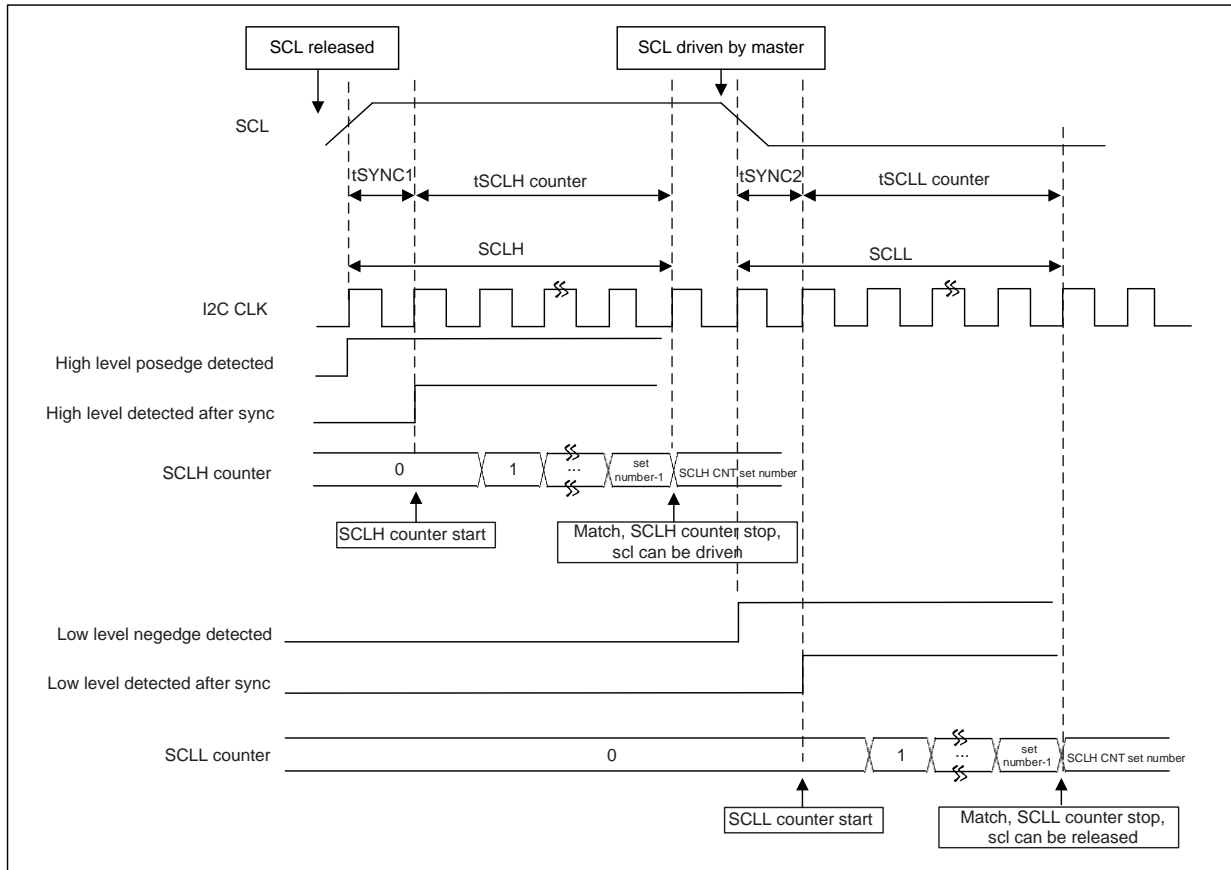 SCL released
SCL driven by master
SCL
tSYNC1
tSCLH counter
tSYNC2
tSCLL counter
SCLH
SCLL
I2C CLK
High level posedge detected
High level detected after sync
SCLH counter
0
1
...
set
number-1
SCLH CNT set number
SCLH counter start
Match, SCLH counter stop,
scl can be driven
Low level negedge detected
Low level detected after sync
SCLL counter
0
1
...
set
number-1
SCLH CNT set number
SCLL counter start
Match, SCLL counter stop,
scl can be released